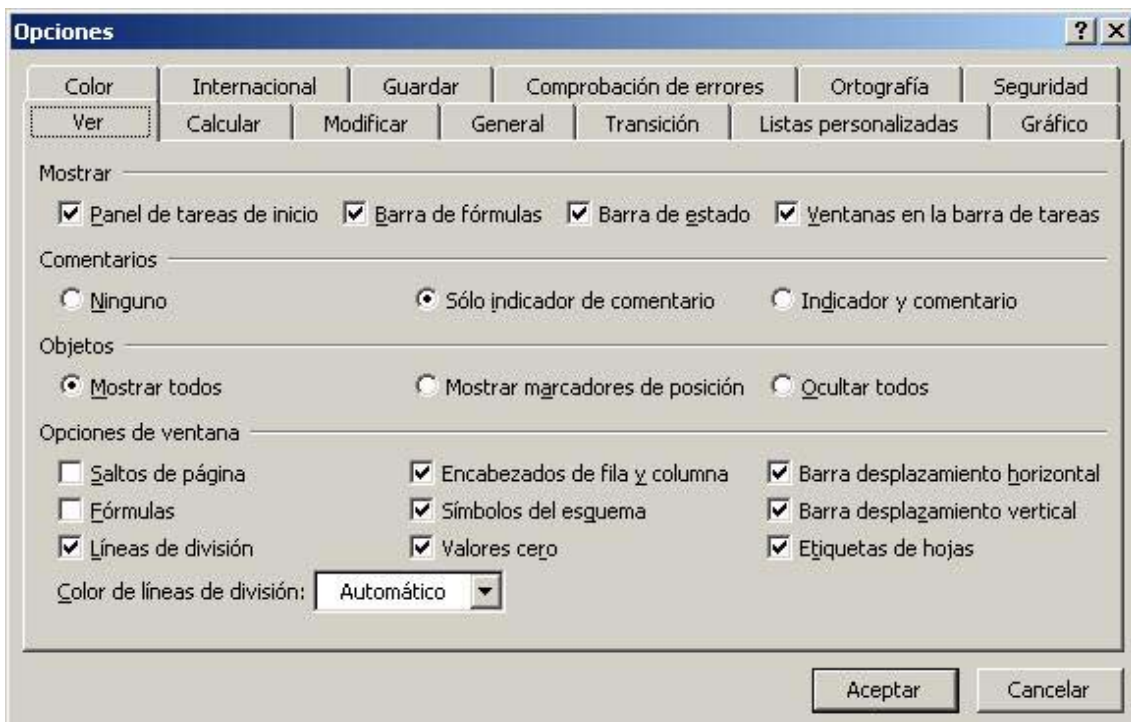 Opciones
Color Internacional Guardar Comprobación de errores Ortografía Seguridad
Ver Calcular Modificar General Transición Listas personalizadas Gráfico
Mostrar
Panel de tareas de inicio Barra de fórmulas Barra de estado Ventanas en la barra de tareas
Comentarios
Ninguno Sólo indicador de comentario Indicador y comentario
Objetos
Mostrar todos Mostrar marcadores de posición Ocultar todos
Opciones de ventana
Saltos de página Encabezados de fila y columna Barra desplazamiento horizontal
Fórmulas Símbolos del esquema Barra desplazamiento vertical
Líneas de división Valores cero Etiquetas de hojas
Color de líneas de división: Automático
Aceptar Cancelar